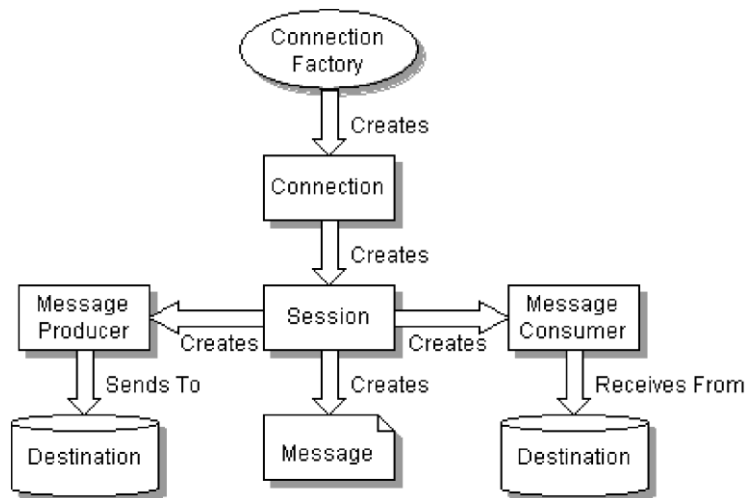 Connection
Factory
Creates
Connection
Creates
Message
Producer
Session
Message
Consumer
Creates
Creates
Sends To
Creates
Receives From
Destination
Message
Destination